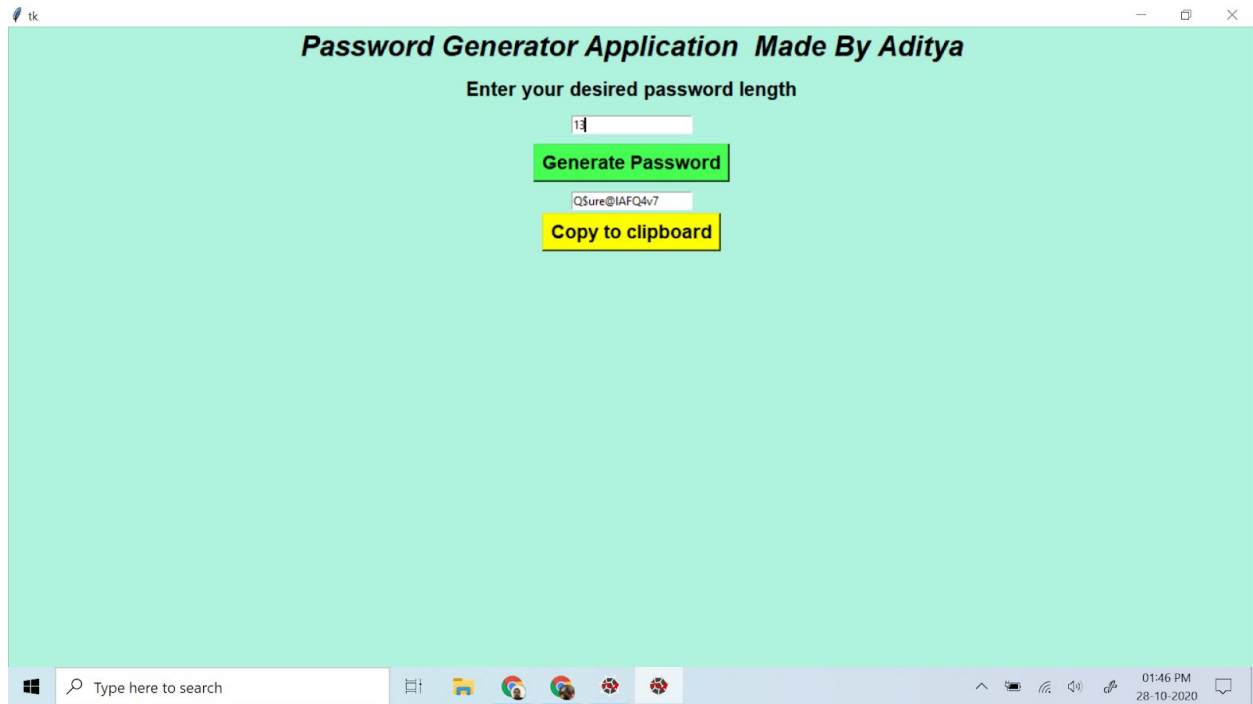 tk
Password Generator Application  Made By Aditya
Enter your desired password length
13
Generate Password
Q$ure@IAFQ4v7
Copy to clipboard
Type here to search
01:46 PM
28-10-2020